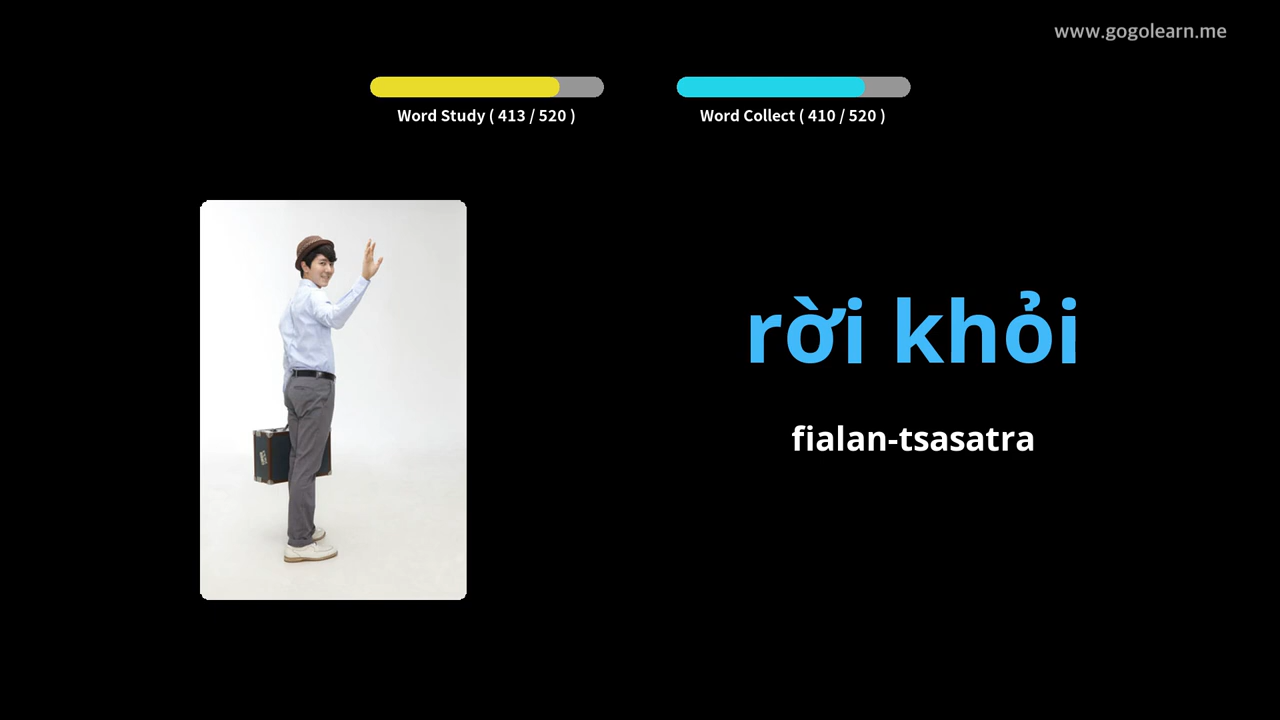 www.gogolearn.me
Word Study ( 413 / 520 )
Word Collect ( 410 / 520 )
rời khỏi
fialan-tsasatra